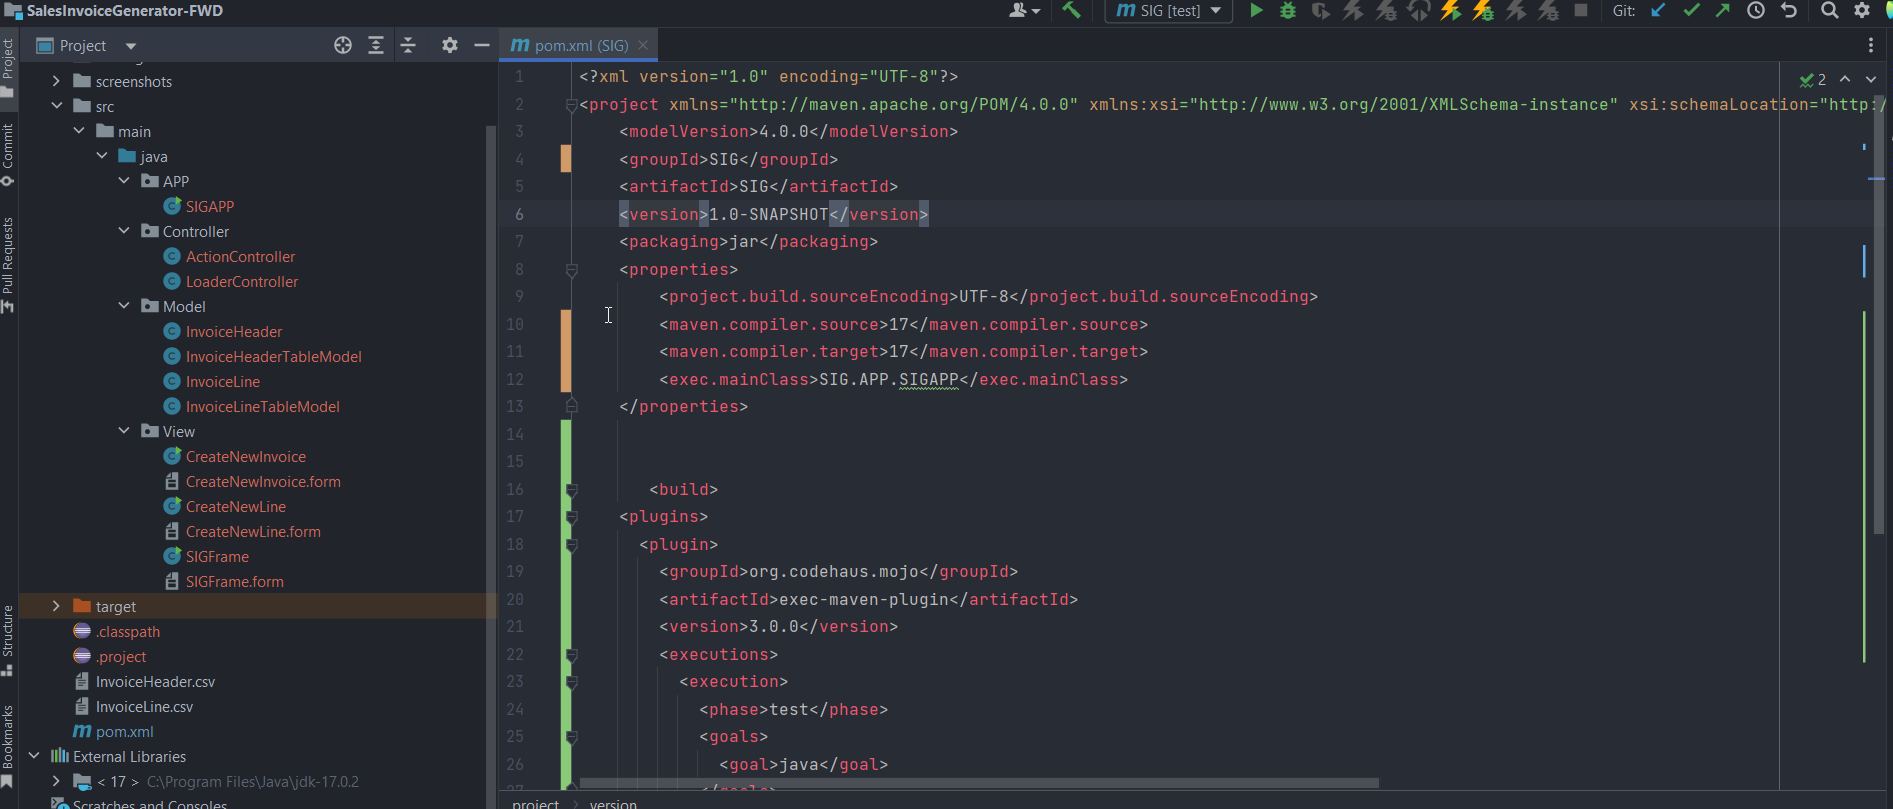 SalesInvoiceGenerator-FWD
SIG [test]
Git:
Project
pom.xml (SIG)
Project
Commit
Pull Requests
Structure
Bookmarks
screenshots
src
main
java
APP
SIGAPP
Controller
ActionController
LoaderController
Model
InvoiceHeader
InvoiceHeaderTableModel
InvoiceLine
InvoiceLineTableModel
View
CreateNewInvoice
CreateNewInvoice.form
CreateNewLine
CreateNewLine.form
SIGFrame
SIGFrame.form
target
.classpath
.project
InvoiceHeader.csv
InvoiceLine.csv
pom.xml
External Libraries
< 17 > C:\Program Files\Java\jdk-17.0.2
Scratches and Consoles
2
1 <?xml version="1.0" encoding="UTF-8"?>
2 <project xmlns="http://maven.apache.org/POM/4.0.0" xmlns:xsi="http://www.w3.org/2001/XMLSchema-instance" xsi:schemaLocation="http:/
3 <modelVersion>4.0.0</modelVersion>
4 <groupId>SIG</groupId>
5 <artifactId>SIG</artifactId>
6 <version>1.0-SNAPSHOT</version>
7 <packaging>jar</packaging>
8 <properties>
9 <project.build.sourceEncoding>UTF-8</project.build.sourceEncoding>
10 <maven.compiler.source>17</maven.compiler.source>
11 <maven.compiler.target>17</maven.compiler.target>
12 <exec.mainClass>SIG.APP.SIGAPP</exec.mainClass>
13 </properties>
14
15
16 <build>
17 <plugins>
18 <plugin>
19 <groupId>org.codehaus.mojo</groupId>
20 <artifactId>exec-maven-plugin</artifactId>
21 <version>3.0.0</version>
22 <executions>
23 <execution>
24 <phase>test</phase>
25 <goals>
26 <goal>java</goal>
project > version